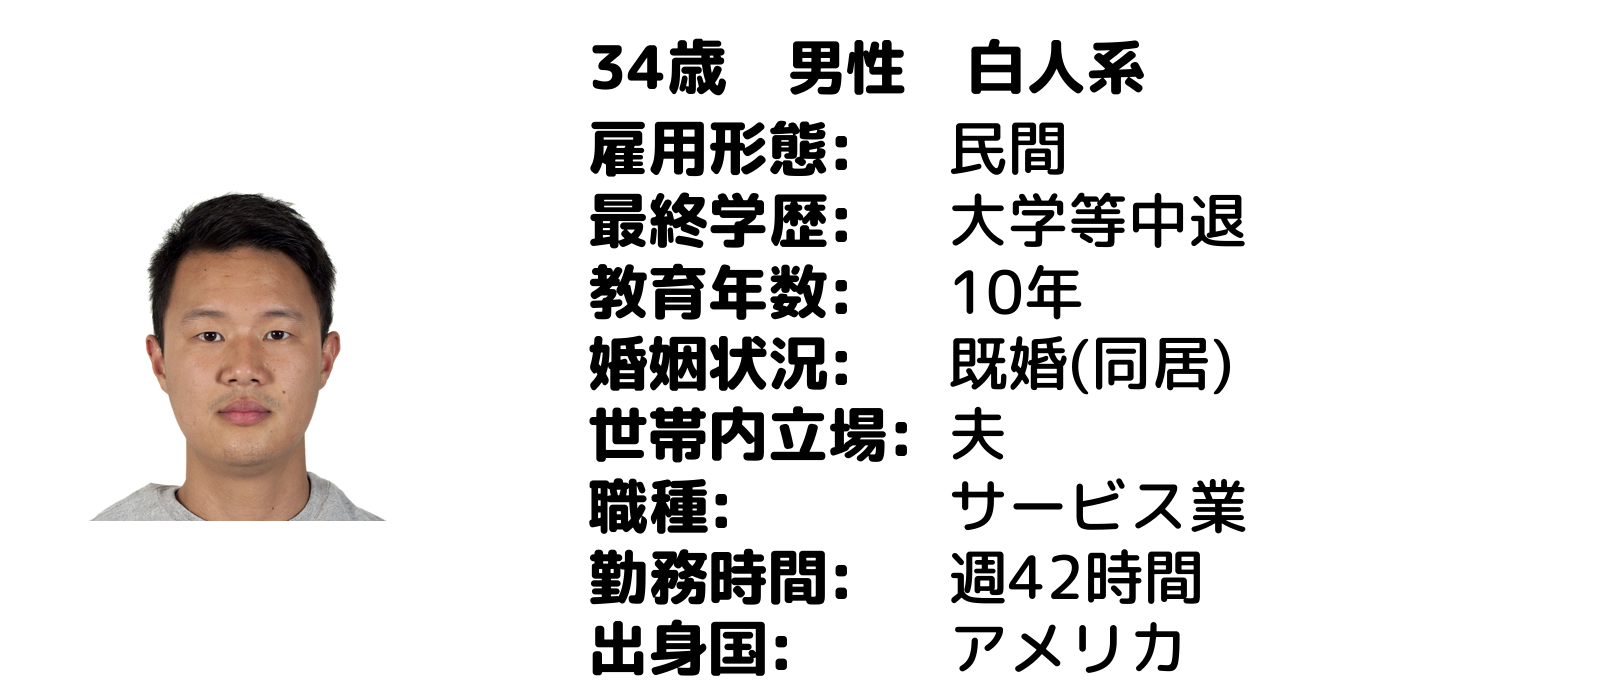 34歳　男性　白人系
雇用形態:　民間
最終学歴:　大学等中退
教育年数:　10年
婚姻状況:　既婚(同居)
世帯内立場:　夫
職種:　サービス業
勤務時間:　週42時間
出身国:　アメリカ